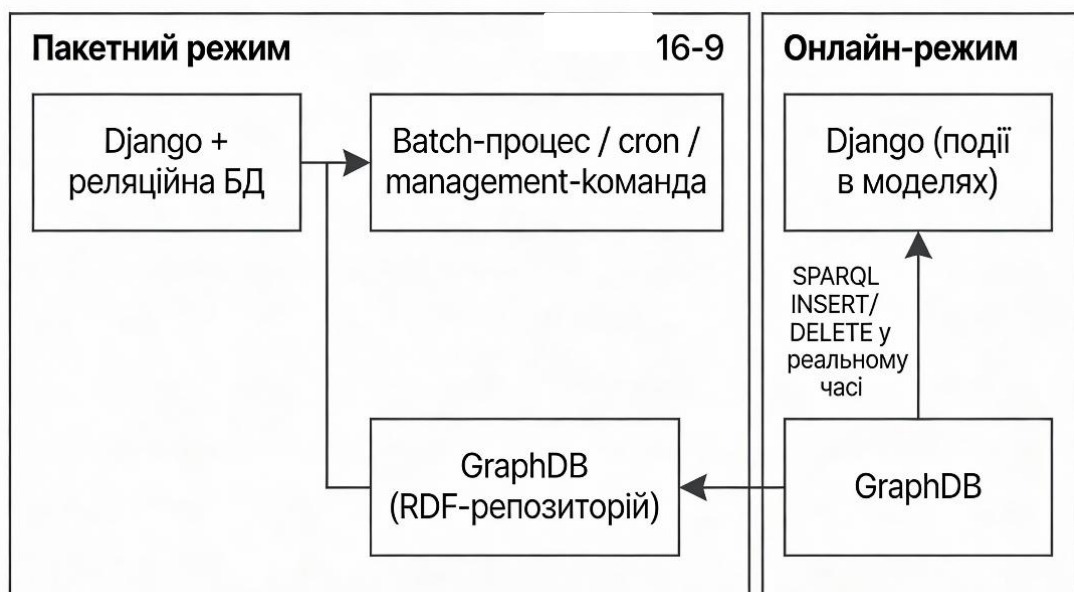 Пакетний режим
16-9
Django +
реляційна БД
Batch-процес / cron /
management-команда
GraphDB
(RDF-репозиторій)
Онлайн-режим
Django (події
в моделях)
SPARQL
INSERT/
DELETE у
реальному
часі
GraphDB